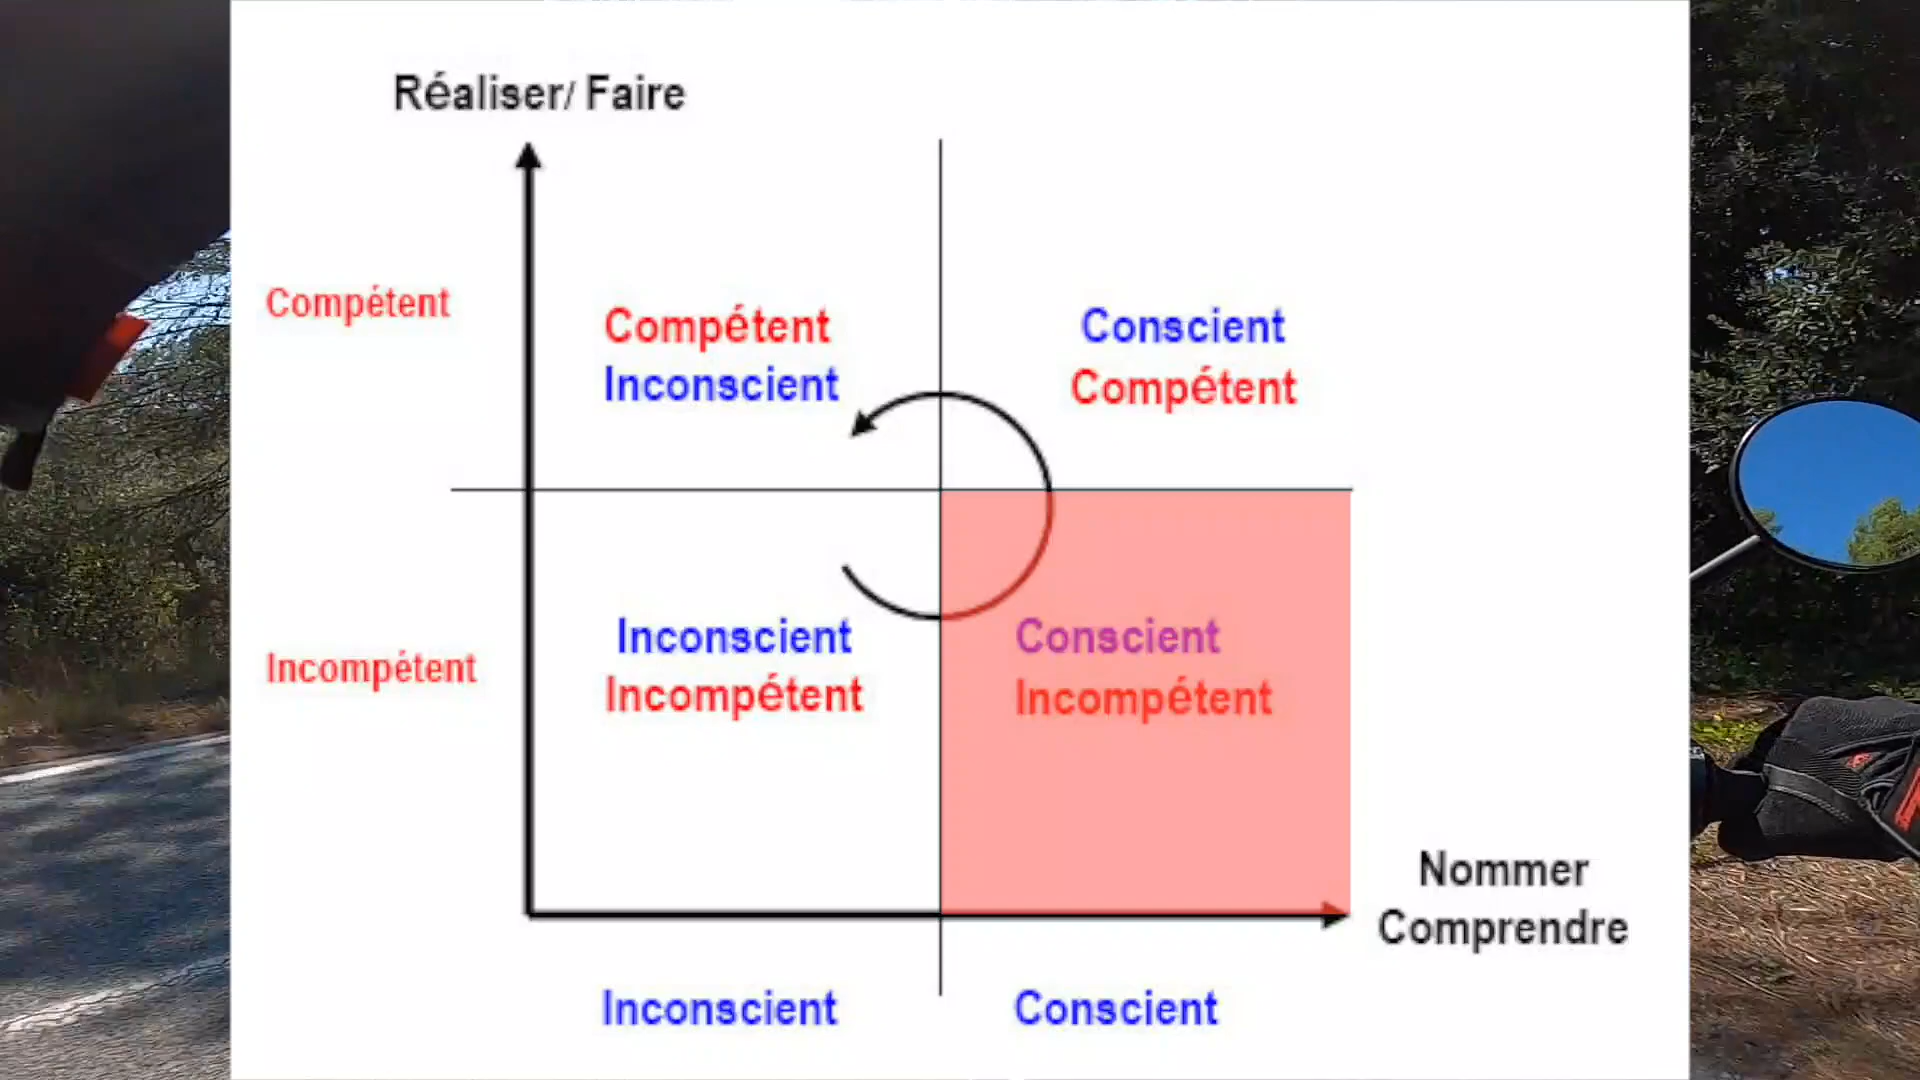 Réaliser/ Faire
Compétent
Compétent
Inconscient
Conscient
Compétent
Incompétent
Inconscient
Incompétent
Conscient
Incompétent
Nommer
Comprendre
Inconscient
Conscient